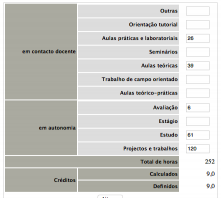 Outras
Orientação tutorial
Aulas práticas e laboratoriais 26
Seminários
em contacto docente
Aulas teóricas 39
Trabalho de campo orientado
Aulas teórico-práticas
Avaliação 6
Estágio
em autonomia
Estudo 61
Projectos e trabalhos 120
Total de horas 252
Créditos
Calculados 9,0
Definidos 9,0